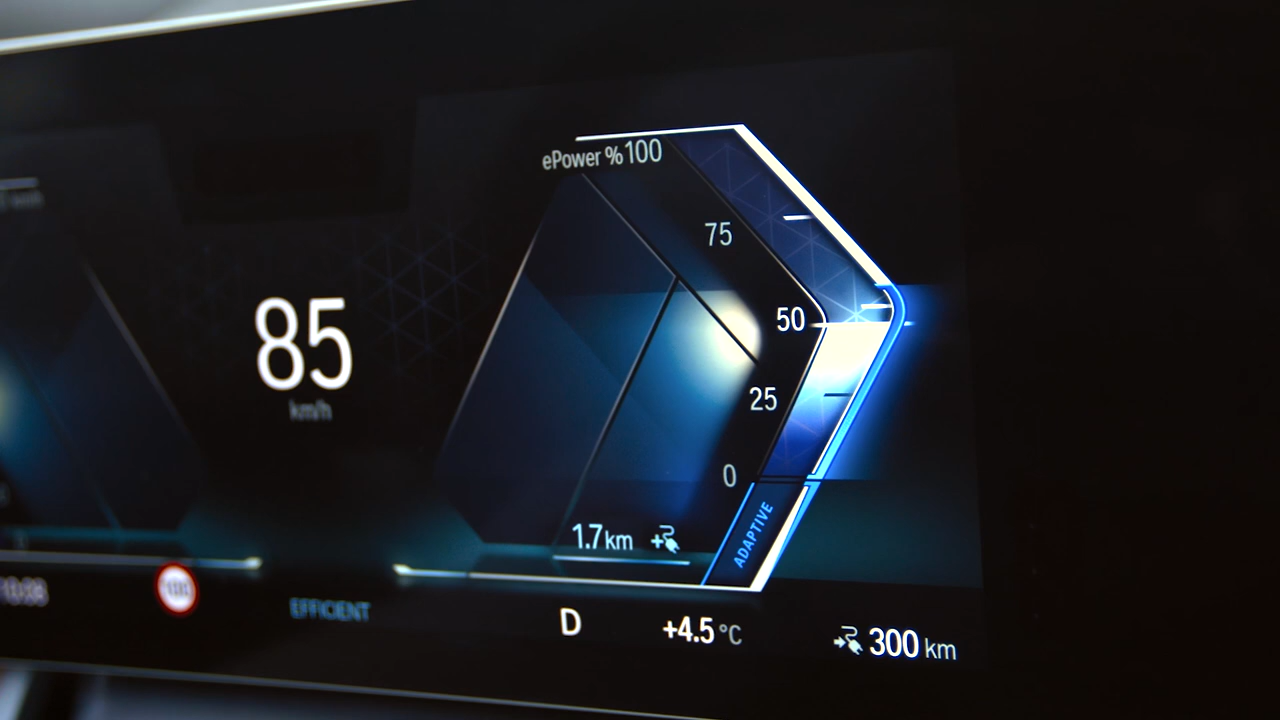 ePower % 100
75
50
25
0
85
km/h
1.7 km +
ADAPTIVE
EFFICIENT
D
+4.5 °C
300 km